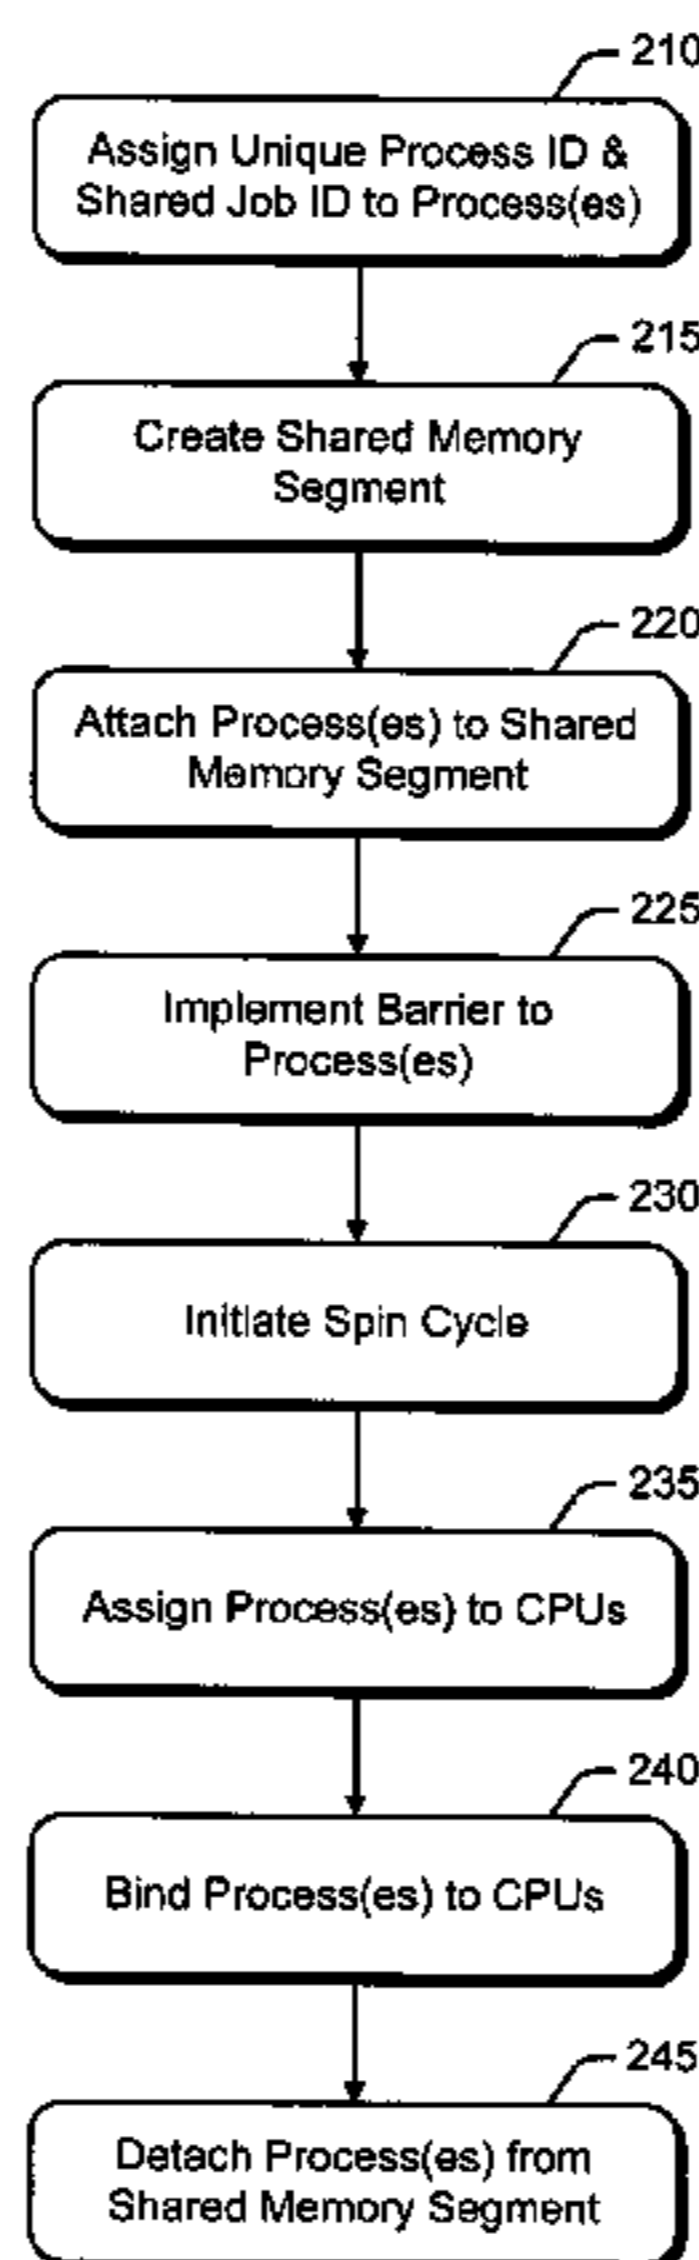 210
Assign Unique Process ID &
Shared Job ID to Process(es)
215
Create Shared Memory
Segment
220
Attach Process(es) to Shared
Memory Segment
225
Implement Barrier to
Process(es)
230
Initiate Spin Cycle
235
Assign Process(es) to CPUs
240
Bind Process(es) to CPUs
245
Detach Process(es) from
Shared Memory Segment